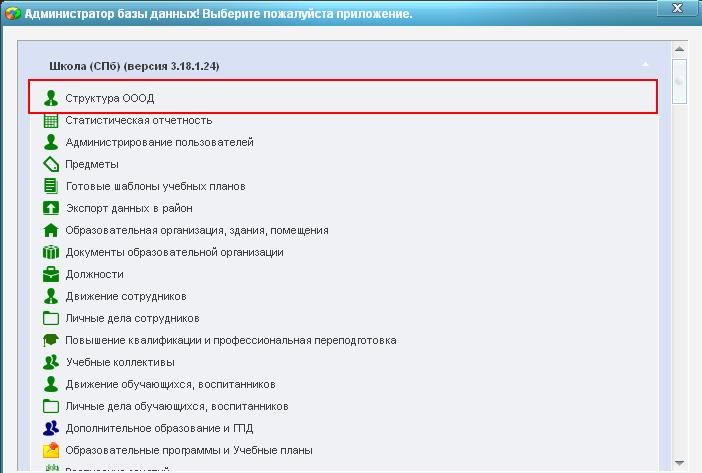 Администратор базы данных! Выберите пожалуйста приложение.
Школа (СПб) (версия 3.18.1.24)
Структура ОООД
Статистическая отчетность
Администрирование пользователей
Предметы
Готовые шаблоны учебных планов
Экспорт данных в район
Образовательная организация, здания, помещения
Документы образовательной организации
Должности
Движение сотрудников
Личные дела сотрудников
Повышение квалификации и профессиональная переподготовка
Учебные коллективы
Движение обучающихся, воспитанников
Личные дела обучающихся, воспитанников
Дополнительное образование и ГПД
Образовательные программы и Учебные планы